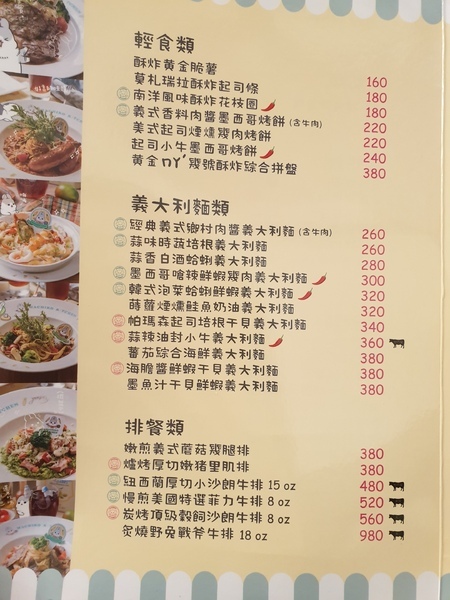 輕食類
酥炸黃金脆薯 160
莫札瑞拉酥炸起司條 180
南洋風味酥炸花枝圈 180
義式香料肉醬墨西哥烤餅 (含牛肉) 220
美式起司煙燻雞肉烤餅 220
起司小牛墨西哥烤餅 240
黃金ㄇㄚˊ幾號酥炸綜合拼盤 380
義大利麵類
經典義式鄉村肉醬義大利麵 (含牛肉) 260
蒜味時蔬培根義大利麵 260
蒜香白酒蛤蜊義大利麵 280
墨西哥嗆辣鮮蝦雞肉義大利麵 300
韓式泡菜蛤蜊鮮蝦義大利麵 320
蒔蘿煙燻鮭魚奶油義大利麵 320
帕瑪森起司培根干貝義大利麵 340
蒜辣油封小牛義大利麵 360
蕃茄綜合海鮮義大利麵 380
海膽醬鮮蝦干貝義大利麵 380
墨魚汁干貝鮮蝦義大利麵 380
排餐類
嫩煎義式蘑菇雞腿排 380
爐烤厚切嫩豬里肌排 380
紐西蘭厚切小沙朗牛排 15 oz 480
慢煎美國特選菲力牛排 8 oz 520
炭烤頂級穀飼沙朗牛排 8 oz 560
炙燒野兔戰斧牛排 18 oz 980